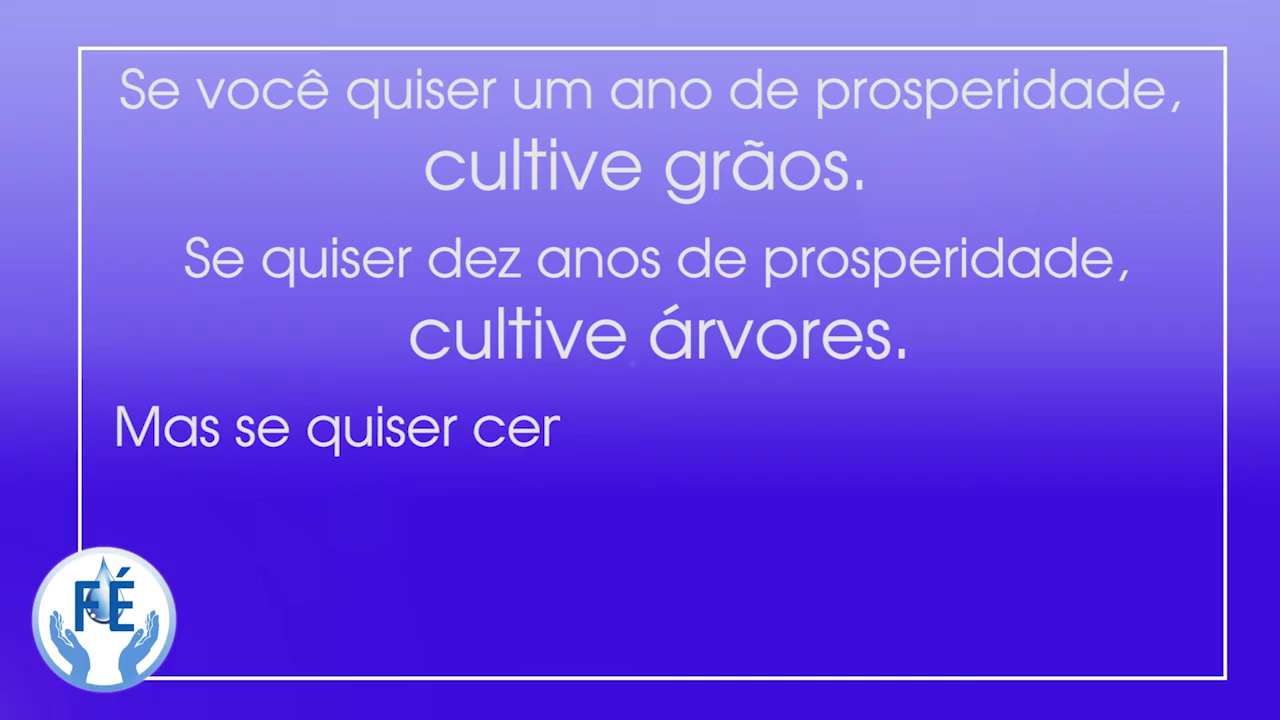 Se você quiser um ano de prosperidade,
cultive grãos.
Se quiser dez anos de prosperidade,
cultive árvores.
Mas se quiser cer
FÉ